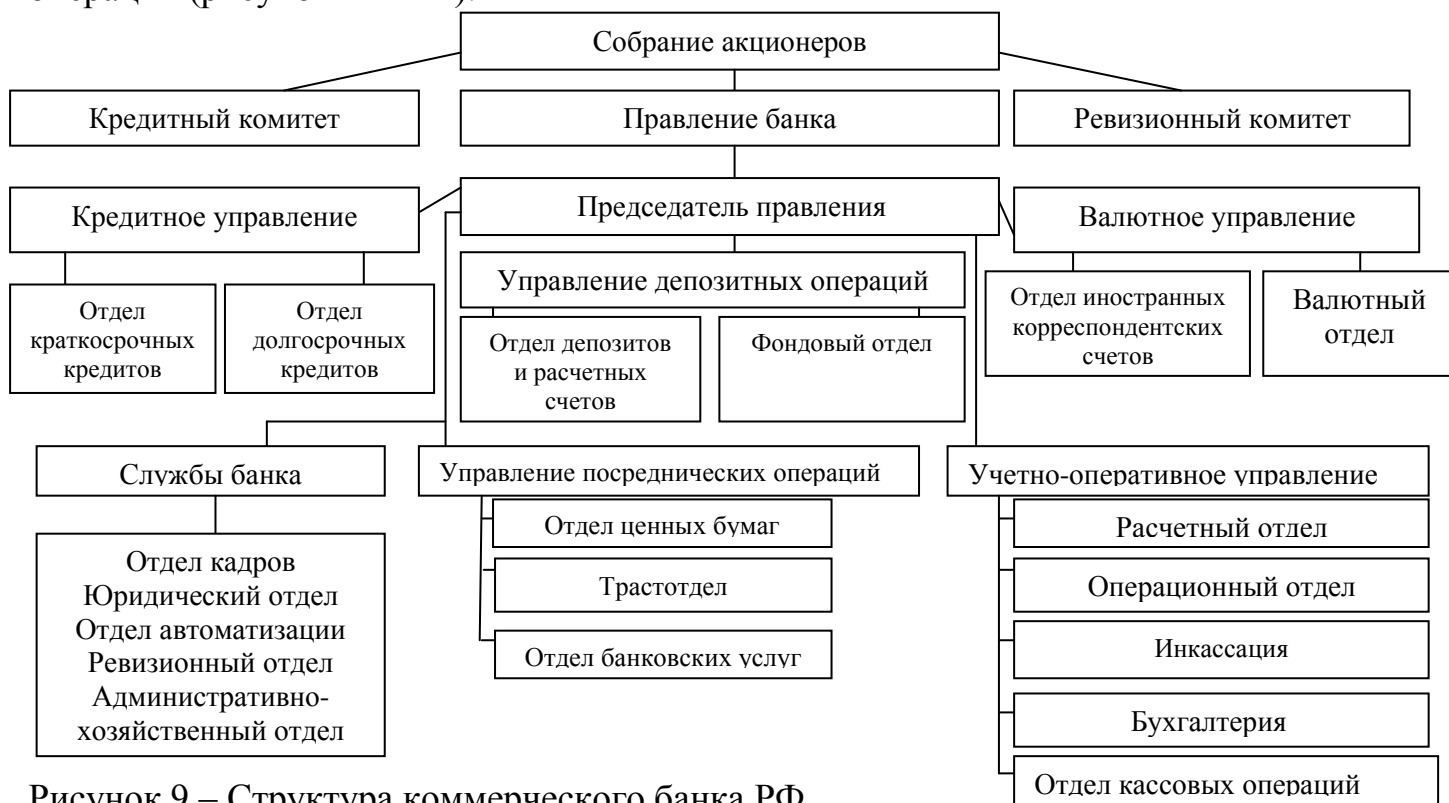 Собрание акционеров
Кредитный комитет
Правление банка
Ревизионный комитет
Кредитное управление
Председатель правления
Валютное управление
Отдел
краткосрочных
кредитов
Отдел
долгосрочных
кредитов
Управление депозитных операций
Отдел депозитов
и расчетных
счетов
Фондовый отдел
Отдел иностранных
корреспондентских
счетов
Валютный
отдел
Службы банка
Управление посреднических операций
Учетно-оперативное управление
Отдел кадров
Юридический отдел
Отдел автоматизации
Ревизионный отдел
Административно-
хозяйственный отдел
Отдел ценных бумаг
Трастотдел
Отдел банковских услуг
Расчетный отдел
Операционный отдел
Инкассация
Бухгалтерия
Отдел кассовых операций
Рисунок 9 – Структура коммерческого банка РФ